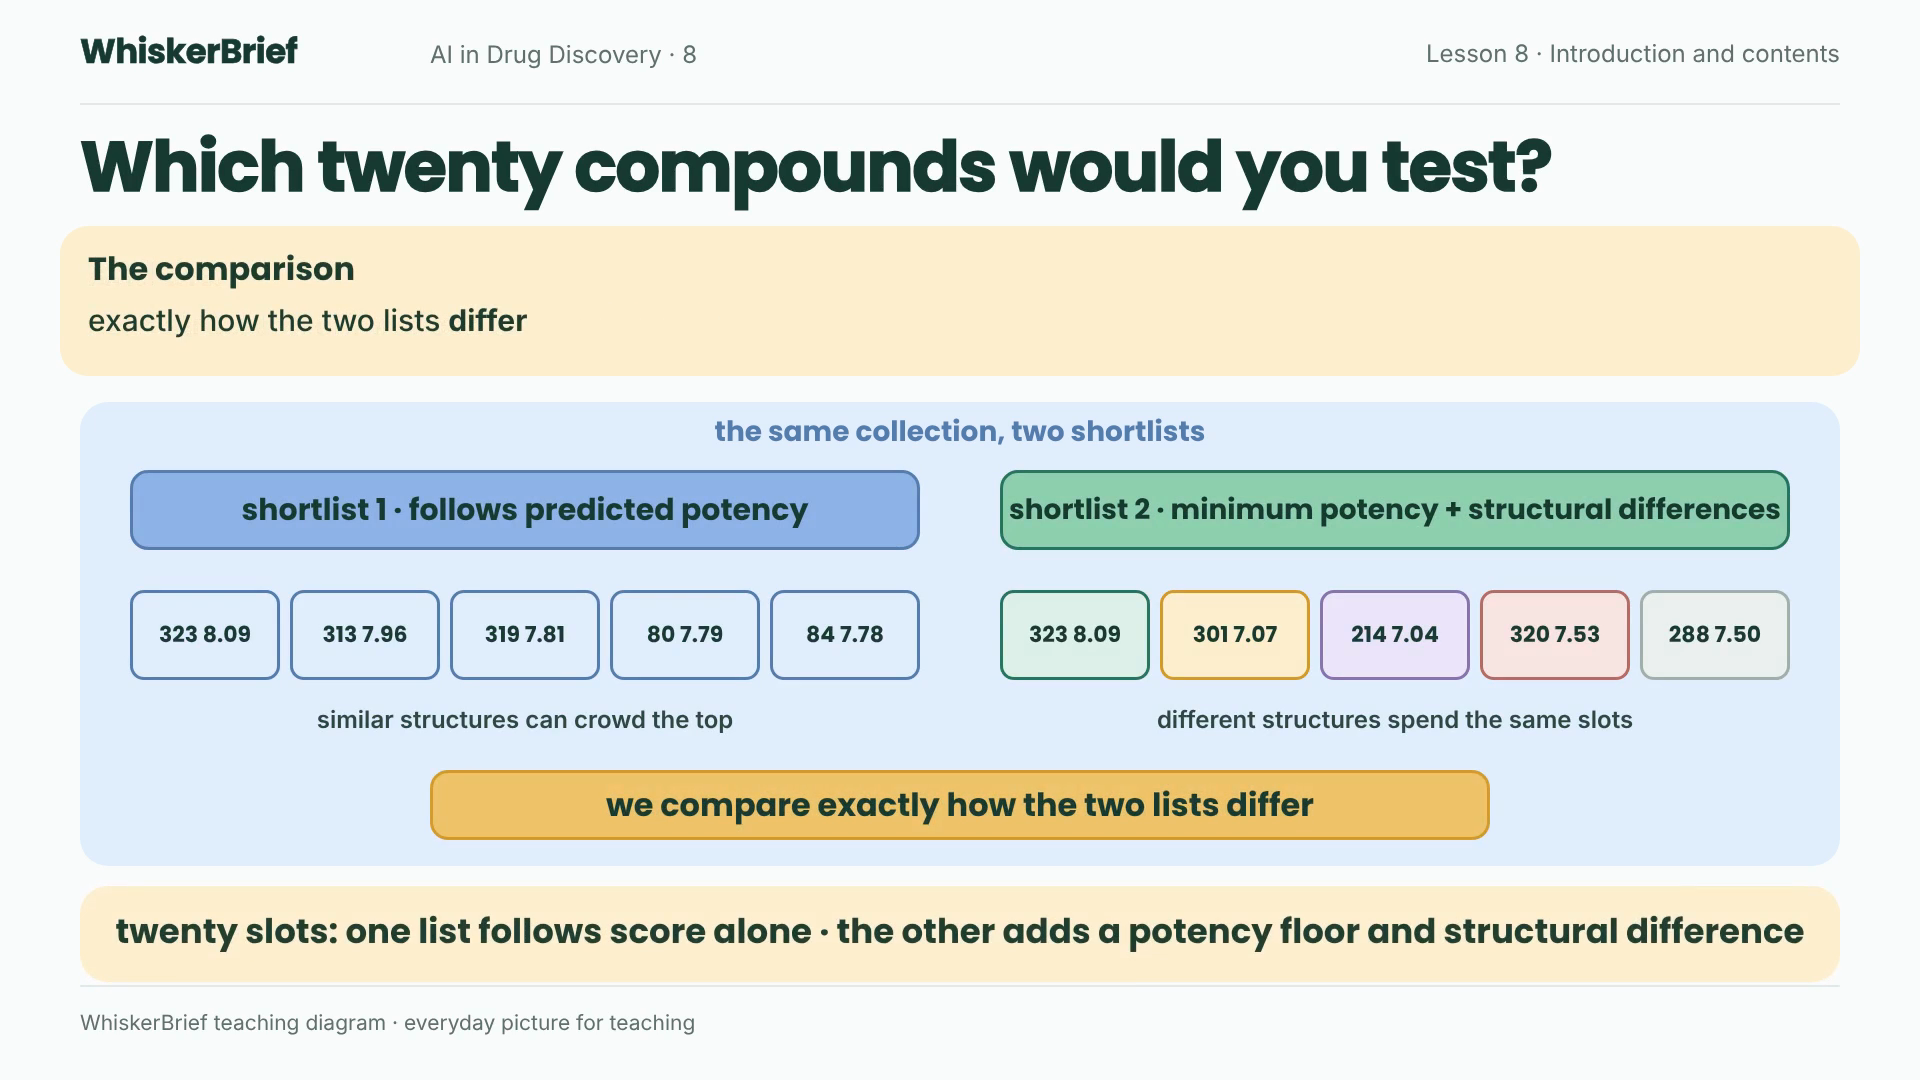 WhiskerBrief
AI in Drug Discovery · 8
Lesson 8 · Introduction and contents
Which twenty compounds would you test?
The comparison
exactly how the two lists differ
the same collection, two shortlists
shortlist 1 · follows predicted potency
shortlist 2 · minimum potency + structural differences
323 8.09
313 7.96
319 7.81
80 7.79
84 7.78
323 8.09
301 7.07
214 7.04
320 7.53
288 7.50
similar structures can crowd the top
different structures spend the same slots
we compare exactly how the two lists differ
twenty slots: one list follows score alone · the other adds a potency floor and structural difference
WhiskerBrief teaching diagram · everyday picture for teaching